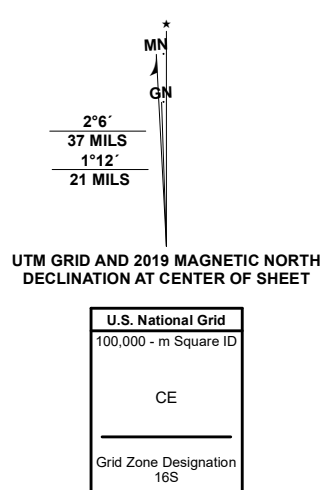 MN
GN
2°6´
37 MILS
1°12´
21 MILS
UTM GRID AND 2019 MAGNETIC NORTH
DECLINATION AT CENTER OF SHEET
U.S. National Grid
100,000 - m Square ID
CE
Grid Zone Designation
16S